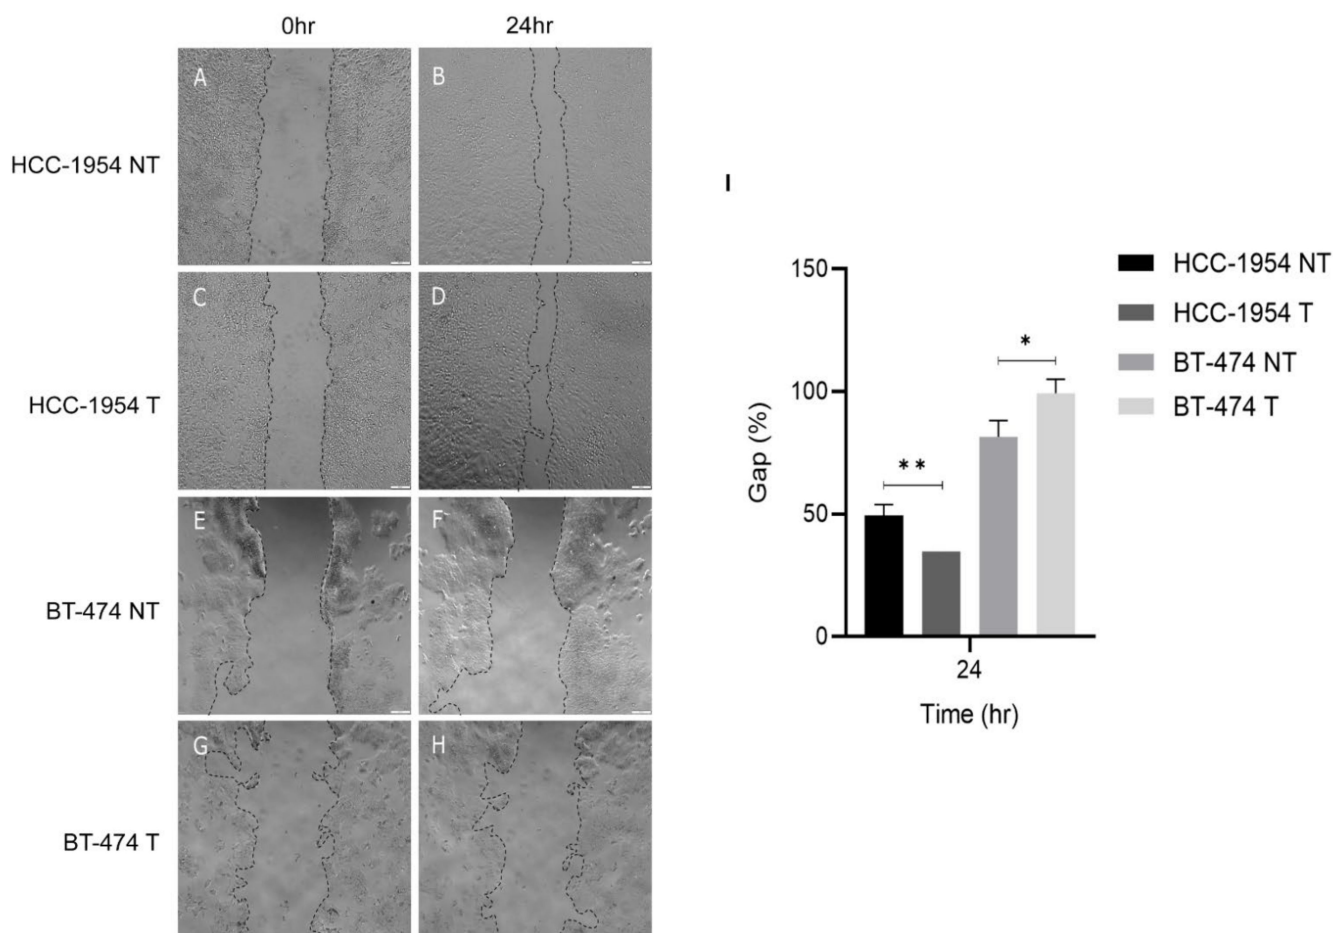 0hr 24hr
HCC-1954 NT
A B
HCC-1954 T
C D
BT-474 NT
E F
BT-474 T
G H
I
150
100
50
0
Gap (%)
**
*
24
Time (hr)
HCC-1954 NT
HCC-1954 T
BT-474 NT
BT-474 T